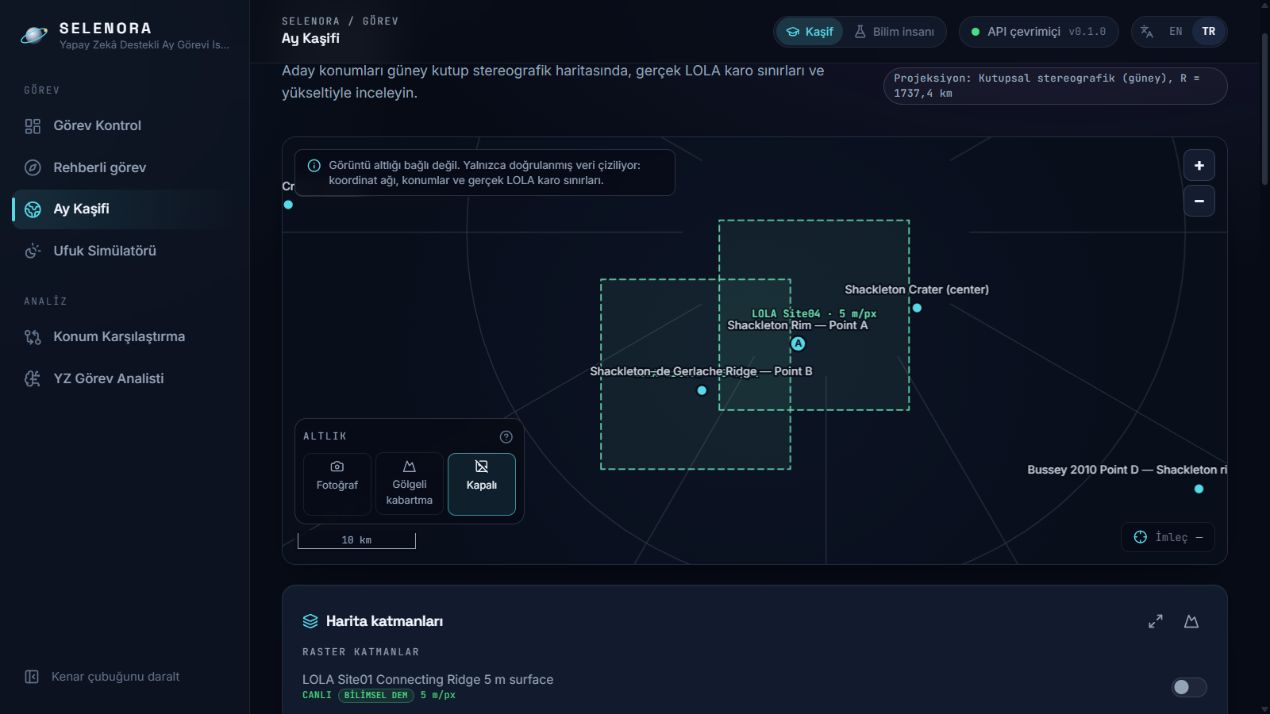 SELENORA
Yapay Zekâ Destekli Ay Görevi İs...
GÖREV
Görev Kontrol
Rehberli görev
Ay Kaşifi
Ufuk Simülatörü
ANALİZ
Konum Karşılaştırma
YZ Görev Analisti
Kenar çubuğunu daralt
SELENORA / GÖREV
Ay Kaşifi
Kaşif
Bilim insanı
API çevrimiçi v0.1.0
EN
TR
Aday konumları güney kutup stereografik haritasında, gerçek LOLA karo sınırları ve
yükseltiyle inceleyin.
Projeksiyon: Kutupsal stereografik (güney), R =
1737,4 km
Görüntü altlığı bağlı değil. Yalnızca doğrulanmış veri çiziliyor:
koordinat ağı, konumlar ve gerçek LOLA karo sınırları.
Cr
+
−
Shackleton Crater (center)
LOLA Site04 · 5 m/px
Shackleton Rim — Point A
A
Shackleton–de Gerlache Ridge — Point B
Bussey 2010 Point D — Shackleton ri
ALTLIK
?
Fotoğraf
Gölgeli
kabartma
Kapalı
10 km
İmleç —
Harita katmanları
RASTER KATMANLAR
LOLA Site01 Connecting Ridge 5 m surface
CANLI BİLİMSEL DEM 5 m/px